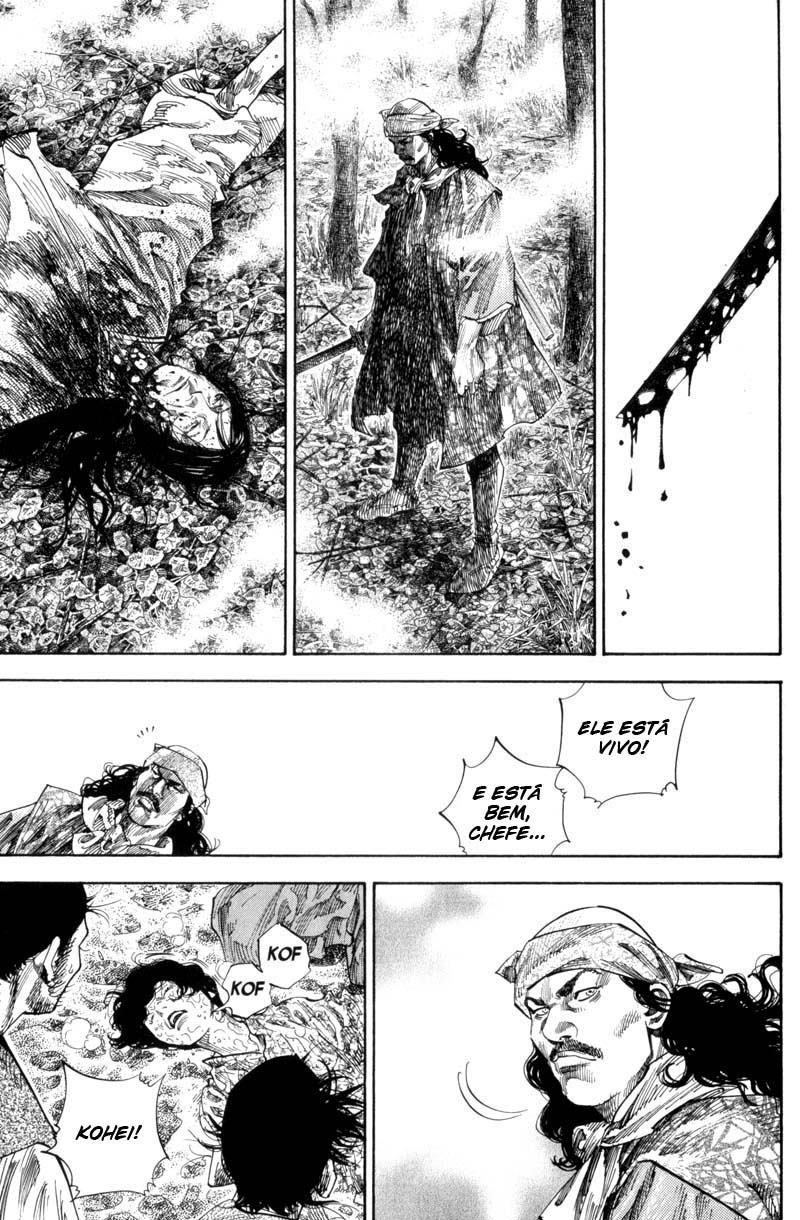 ELE ESTÁ
VIVO!
E ESTÁ
BEM,
CHEFE...
KOF
KOF
KOHEI!